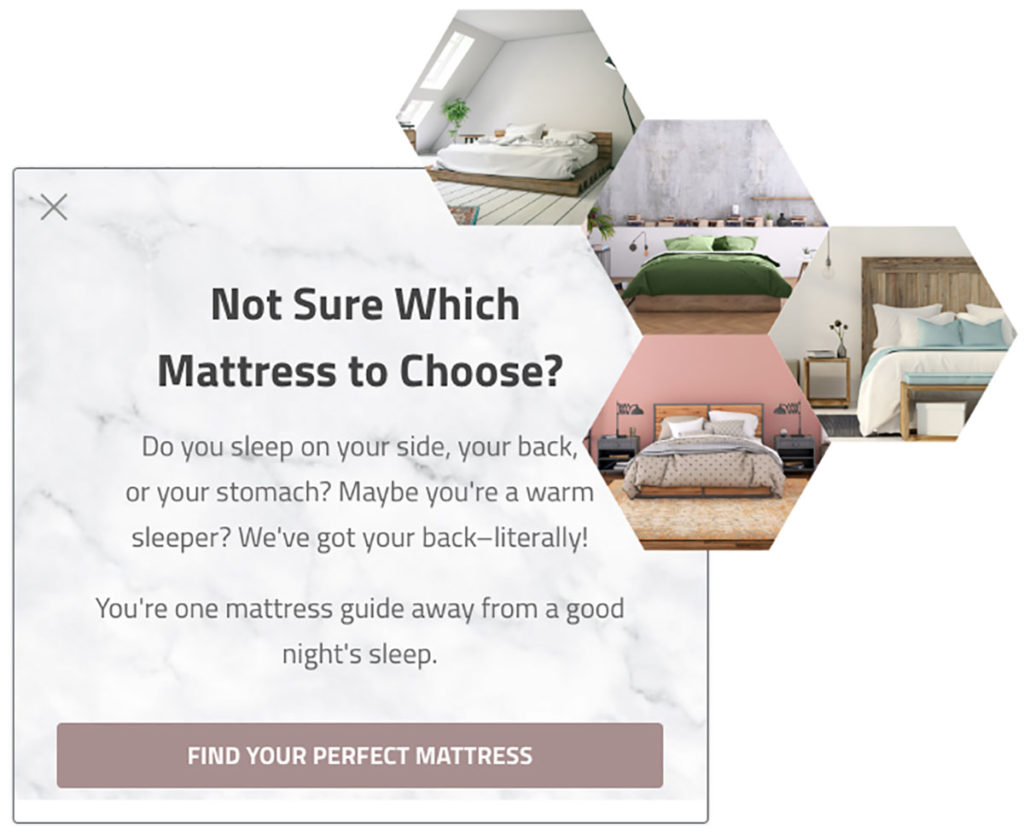 Not Sure Which
Mattress to Choose?
Do you sleep on your side, your back,
or your stomach? Maybe you're a warm
sleeper? We've got your back–literally!
You're one mattress guide away from a good
night's sleep.
FIND YOUR PERFECT MATTRESS